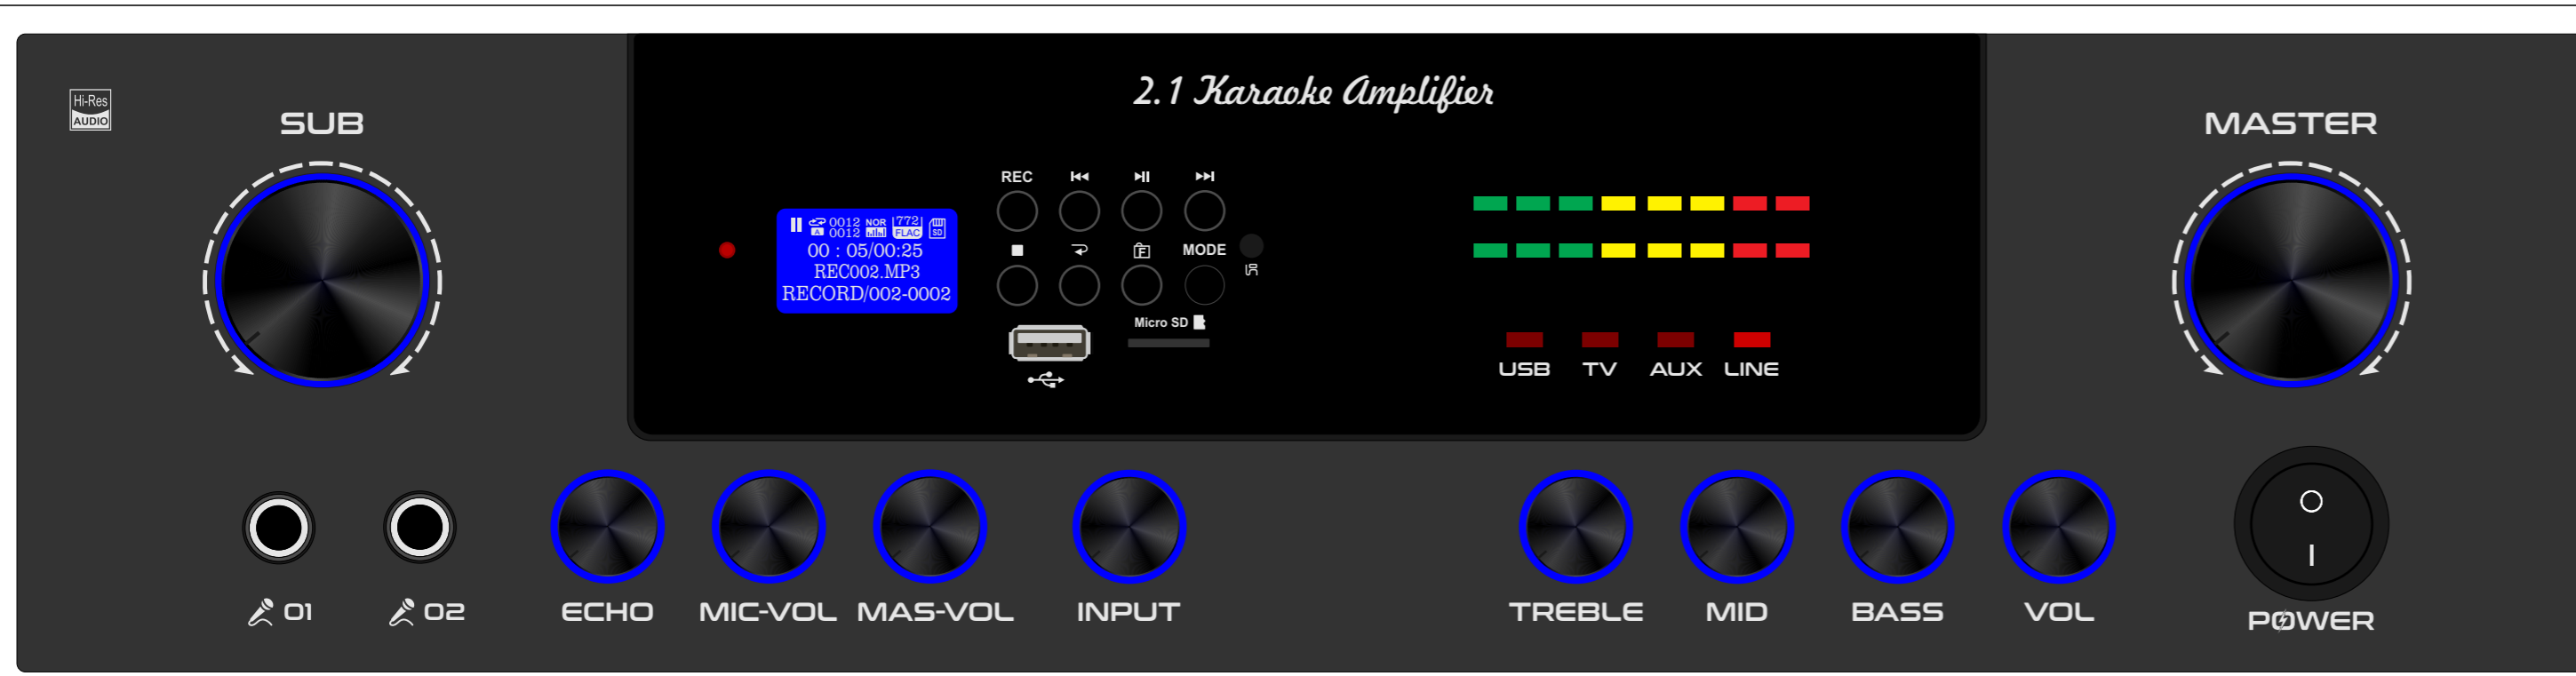 2.1 Karaoke Amplifier
Hi-Res
AUDIO
SUB
MASTER
REC
0012 NOR 772
A 0012 FLAC SD
00 : 05/00:25
REC002.MP3
RECORD/002-0002
F
MODE
IR
Micro SD
USB TV AUX LINE
01 02
ECHO MIC-VOL MAS-VOL INPUT
TREBLE MID BASS VOL
POWER